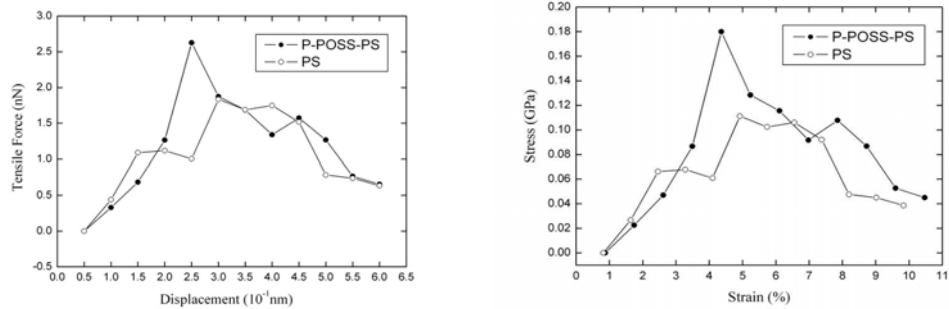 3.0
2.5
2.0
1.5
1.0
0.5
0.0
-0.5
Tensile Force (nN)
P-POSS-PS
PS
0.0 0.5 1.0 1.5 2.0 2.5 3.0 3.5 4.0 4.5 5.0 5.5 6.0 6.5
Displacement (10⁻¹nm)
0.20
0.18
0.16
0.14
0.12
0.10
0.08
0.06
0.04
0.02
0.00
Stress (GPa)
P-POSS-PS
PS
0 1 2 3 4 5 6 7 8 9 10 11
Strain (%)